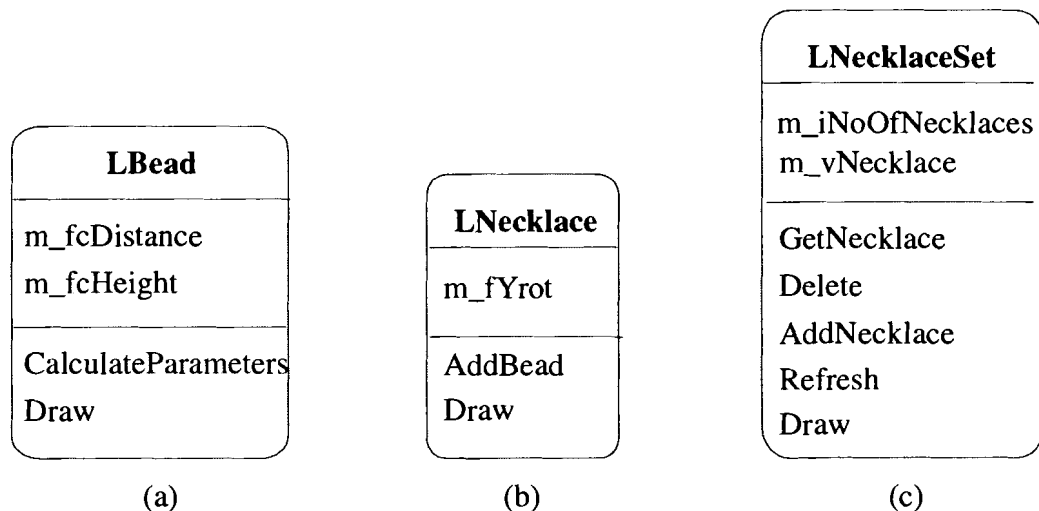 LBead
m_fcDistance
m_fcHeight
CalculateParameters
Draw
(a)
LNecklace
m_fYrot
AddBead
Draw
(b)
LNecklaceSet
m_iNoOfNecklaces
m_vNecklace
GetNecklace
Delete
AddNecklace
Refresh
Draw
(c)